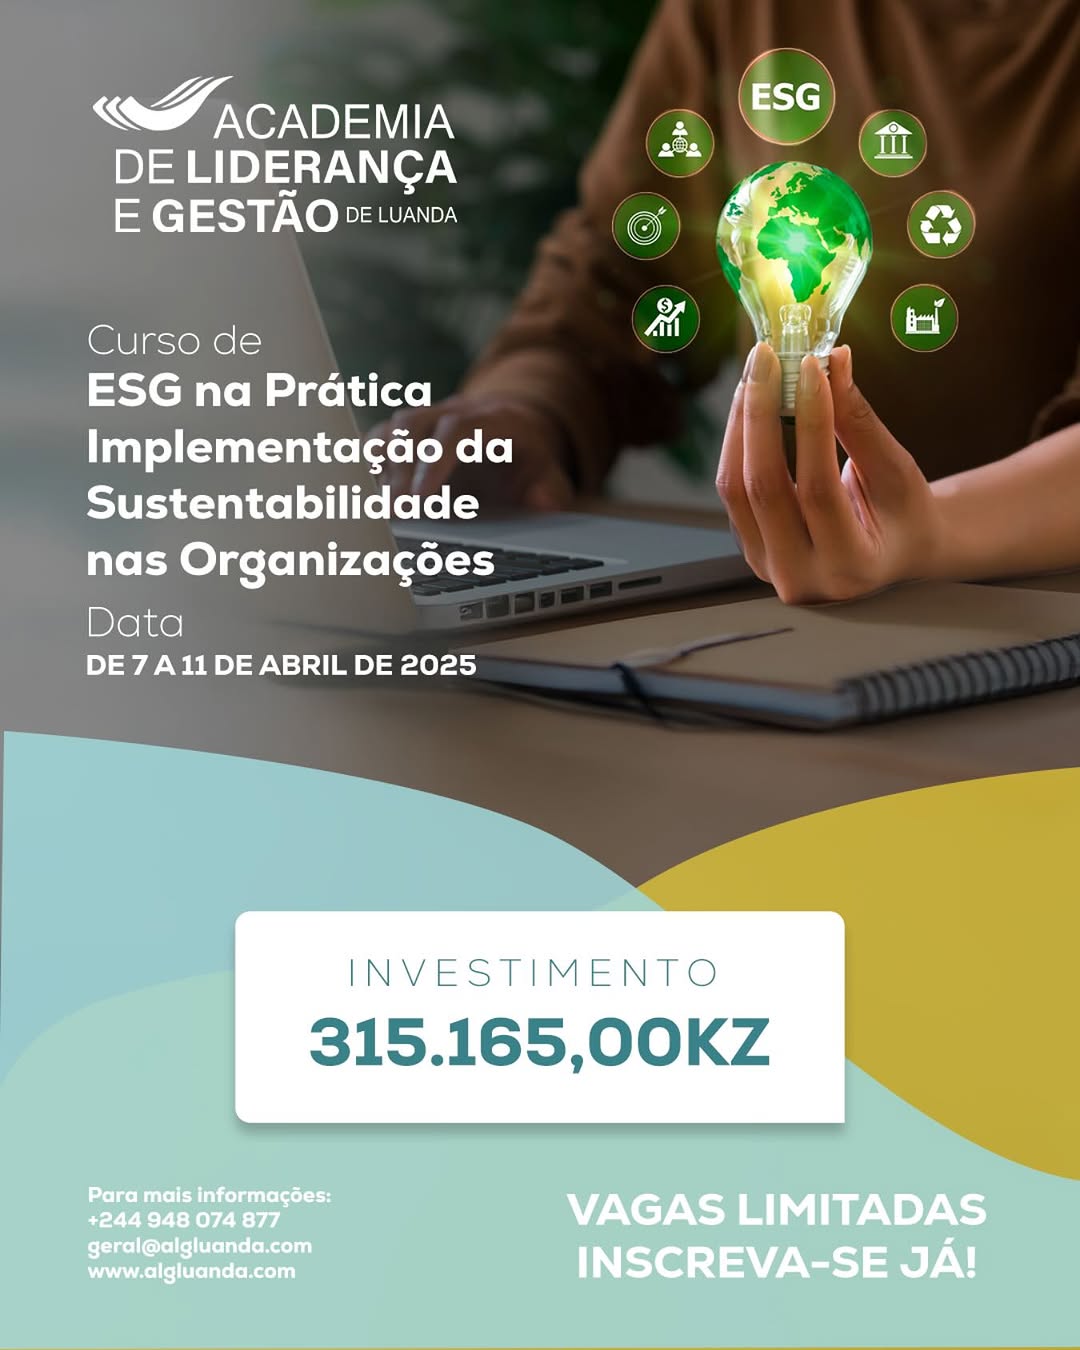 ACADEMIA
DE LIDERANÇA
E GESTÃO DE LUANDA
ESG
Curso de
ESG na Prática
Implementação da
Sustentabilidade
nas Organizações
Data
DE 7 A 11 DE ABRIL DE 2025
INVESTIMENTO
315.165,00KZ
Para mais informações:
+244 948 074 877
geral@algluanda.com
www.algluanda.com
VAGAS LIMITADAS
INSCREVA-SE JÁ!